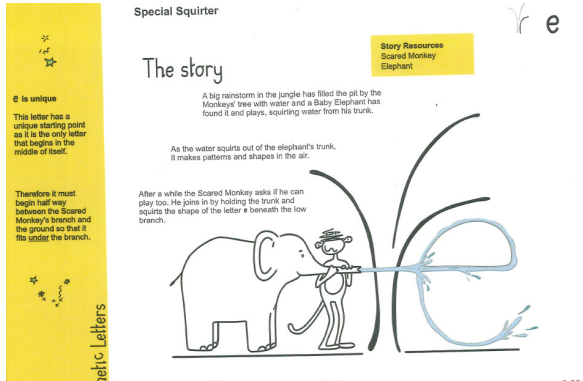 Special Squirter
e
Story Resources
Scared Monkey
Elephant
The story
A big rainstorm in the jungle has filled the pit by the
Monkeys' tree with water and a Baby Elephant has
found it and plays, squirting water from his trunk.
As the water squirts out of the elephant's trunk,
it makes patterns and shapes in the air.
After a while the Scared Monkey asks if he can
play too. He joins in by holding the trunk and
squirts the shape of the letter e beneath the low
branch.
e is unique
This letter has a
unique starting point
as it is the only letter
that begins in the
middle of itself.
Therefore it must
begin half way
between the Scared
Monkey's branch and
the ground so that it
fits under the branch.
netic Letters